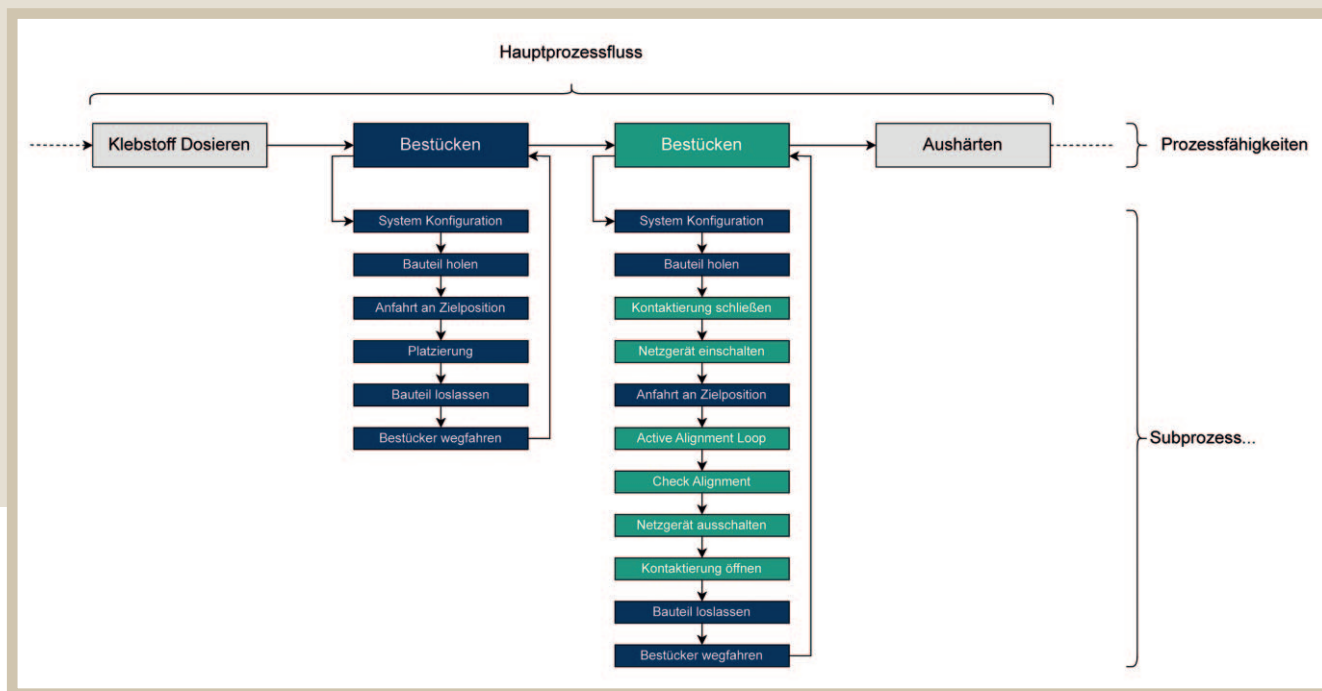 Hauptprozessfluss
Klebstoff Dosieren
Bestücken
Bestücken
Aushärten
Prozessfähigkeiten
System Konfiguration
Bauteil holen
Anfahrt an Zielposition
Platzierung
Bauteil loslassen
Bestücker wegfahren
System Konfiguration
Bauteil holen
Kontaktierung schließen
Netzgerät einschalten
Anfahrt an Zielposition
Active Alignment Loop
Check Alignment
Netzgerät ausschalten
Kontaktierung öffnen
Bauteil loslassen
Bestücker wegfahren
Subprozess...